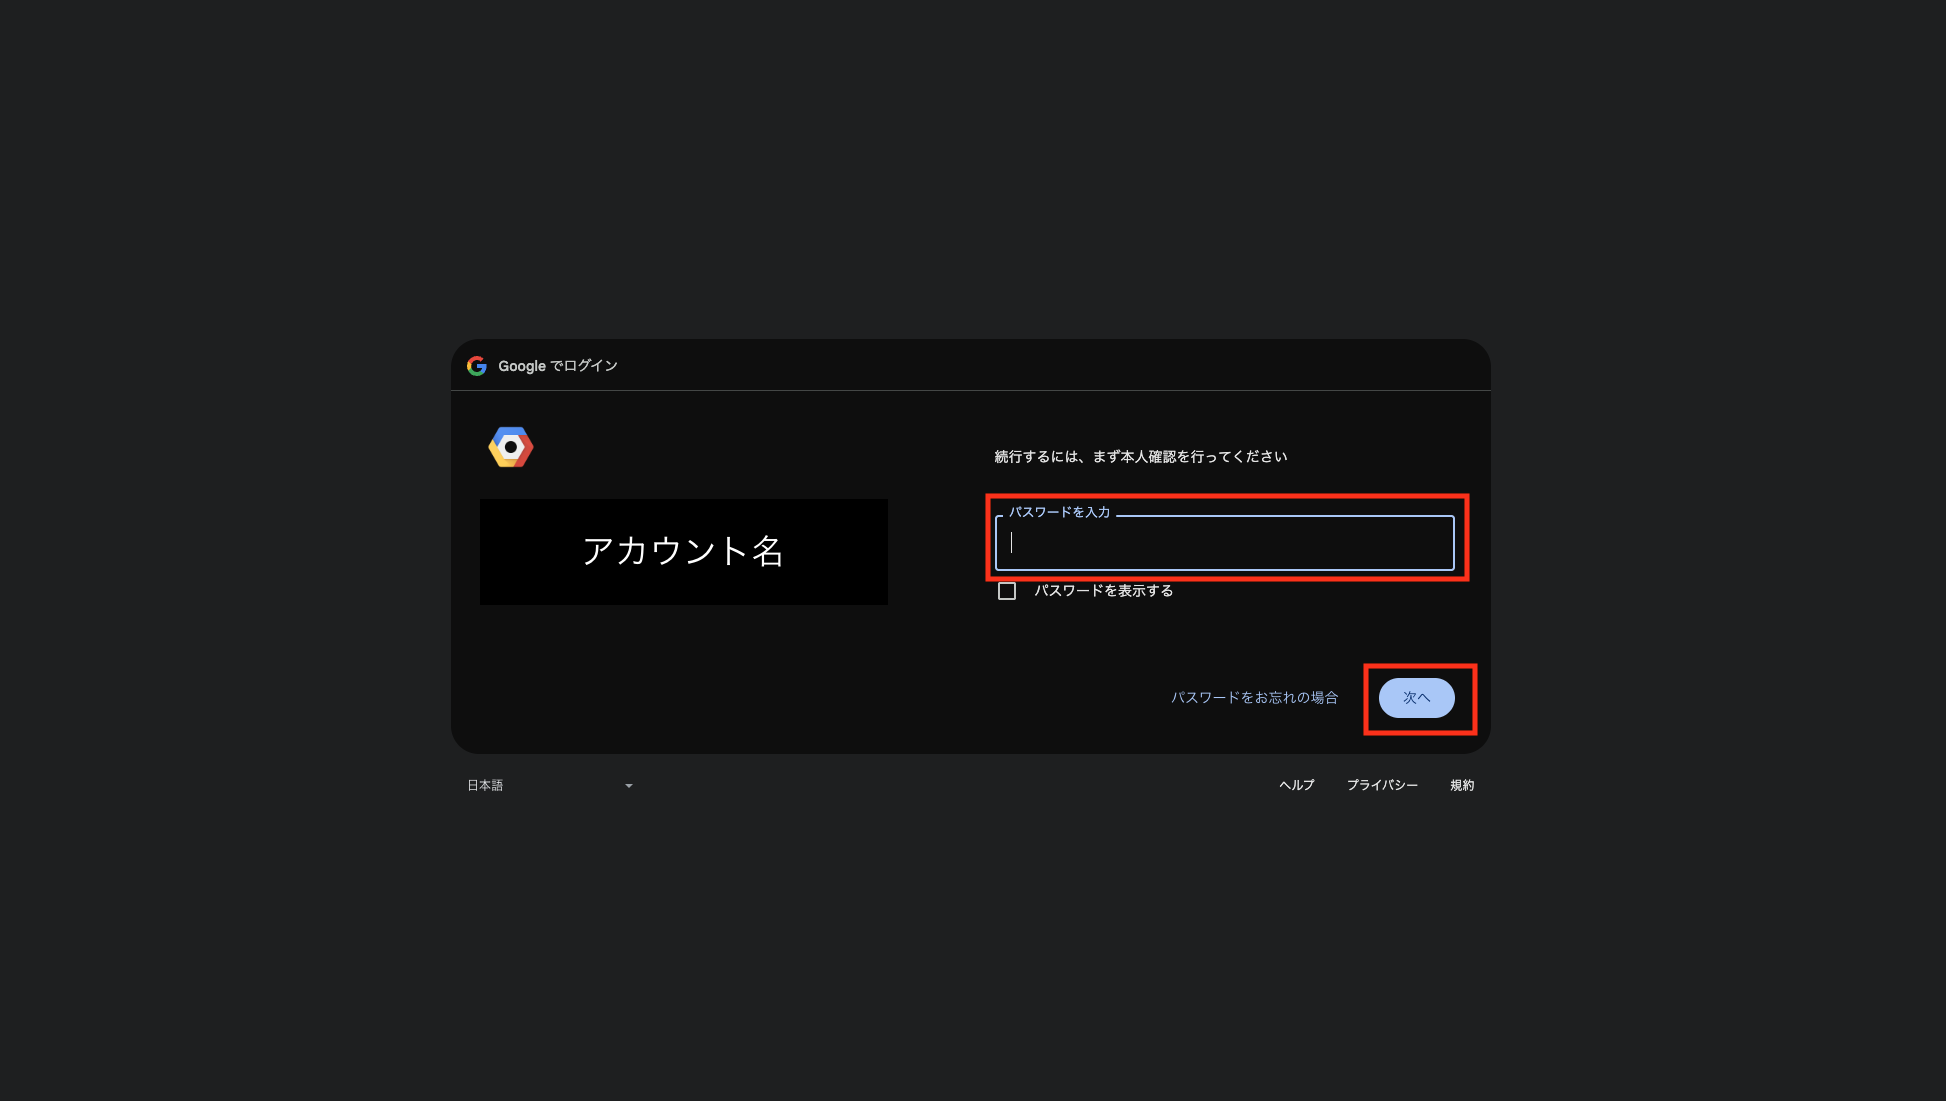 Google でログイン
アカウント名
続行するには、まず本人確認を行ってください
パスワードを入力
パスワードを表示する
パスワードをお忘れの場合
次へ
日本語
ヘルプ
プライバシー
規約